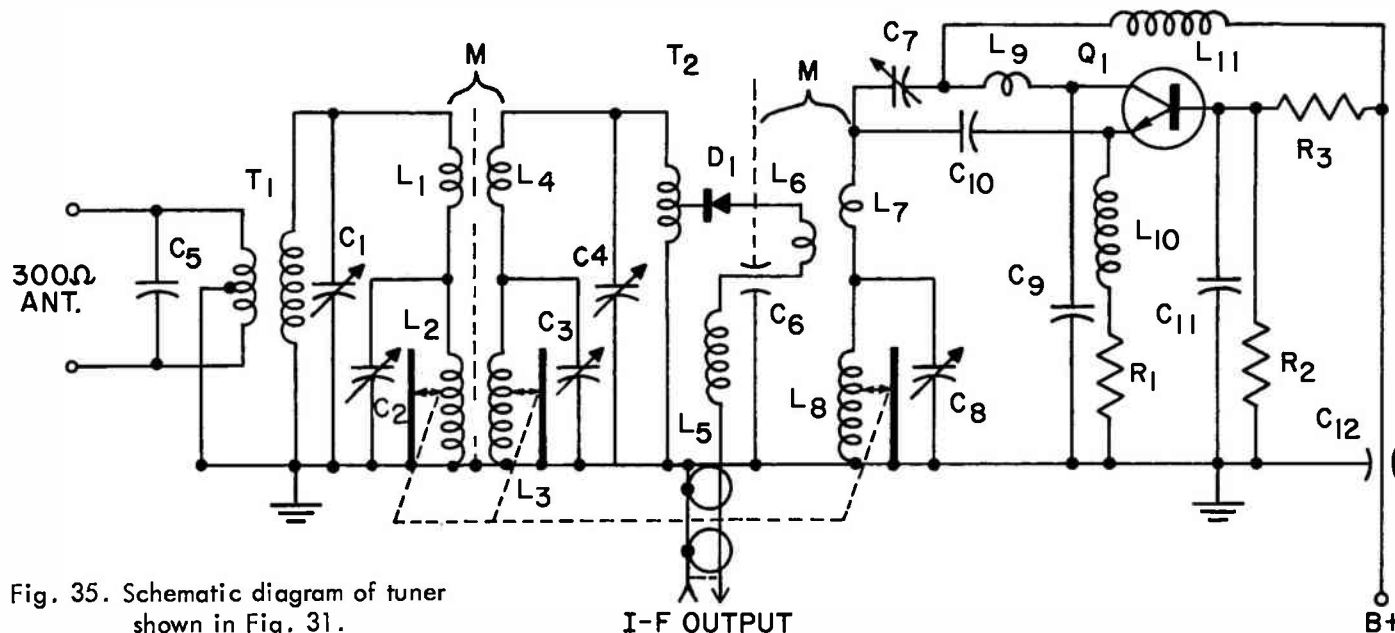 M
T2
C7
L9
Q1
L11
M
T1
L1
L4
D1
L6
R3
C10
L7
C5
C1
C4
L10
300Ω
ANT.
C9
C11
L2
C3
C6
C2
L8
C8
R1
R2
L5
C12
L3
Fig. 35. Schematic diagram of tuner
shown in Fig. 31.
I-F OUTPUT
B+